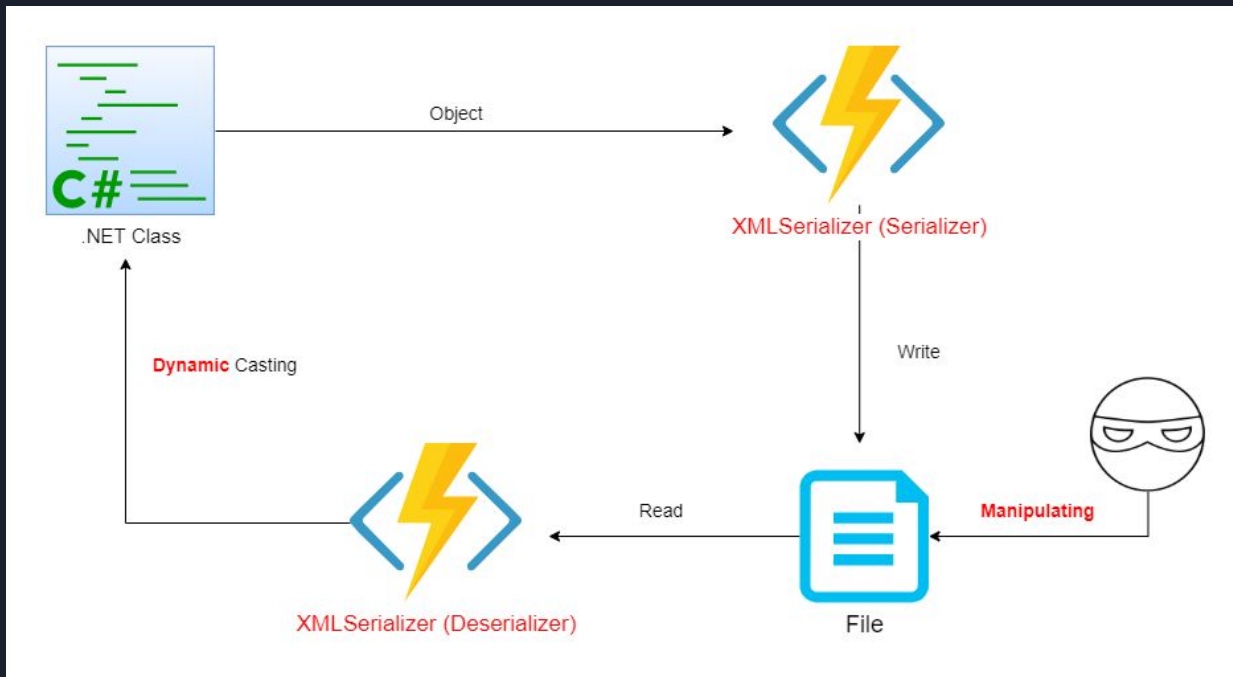 Object
C#
.NET Class
XMLSerializer (Serializer)
Dynamic Casting
Write
Read
Manipulating
XMLSerializer (Deserializer)
File